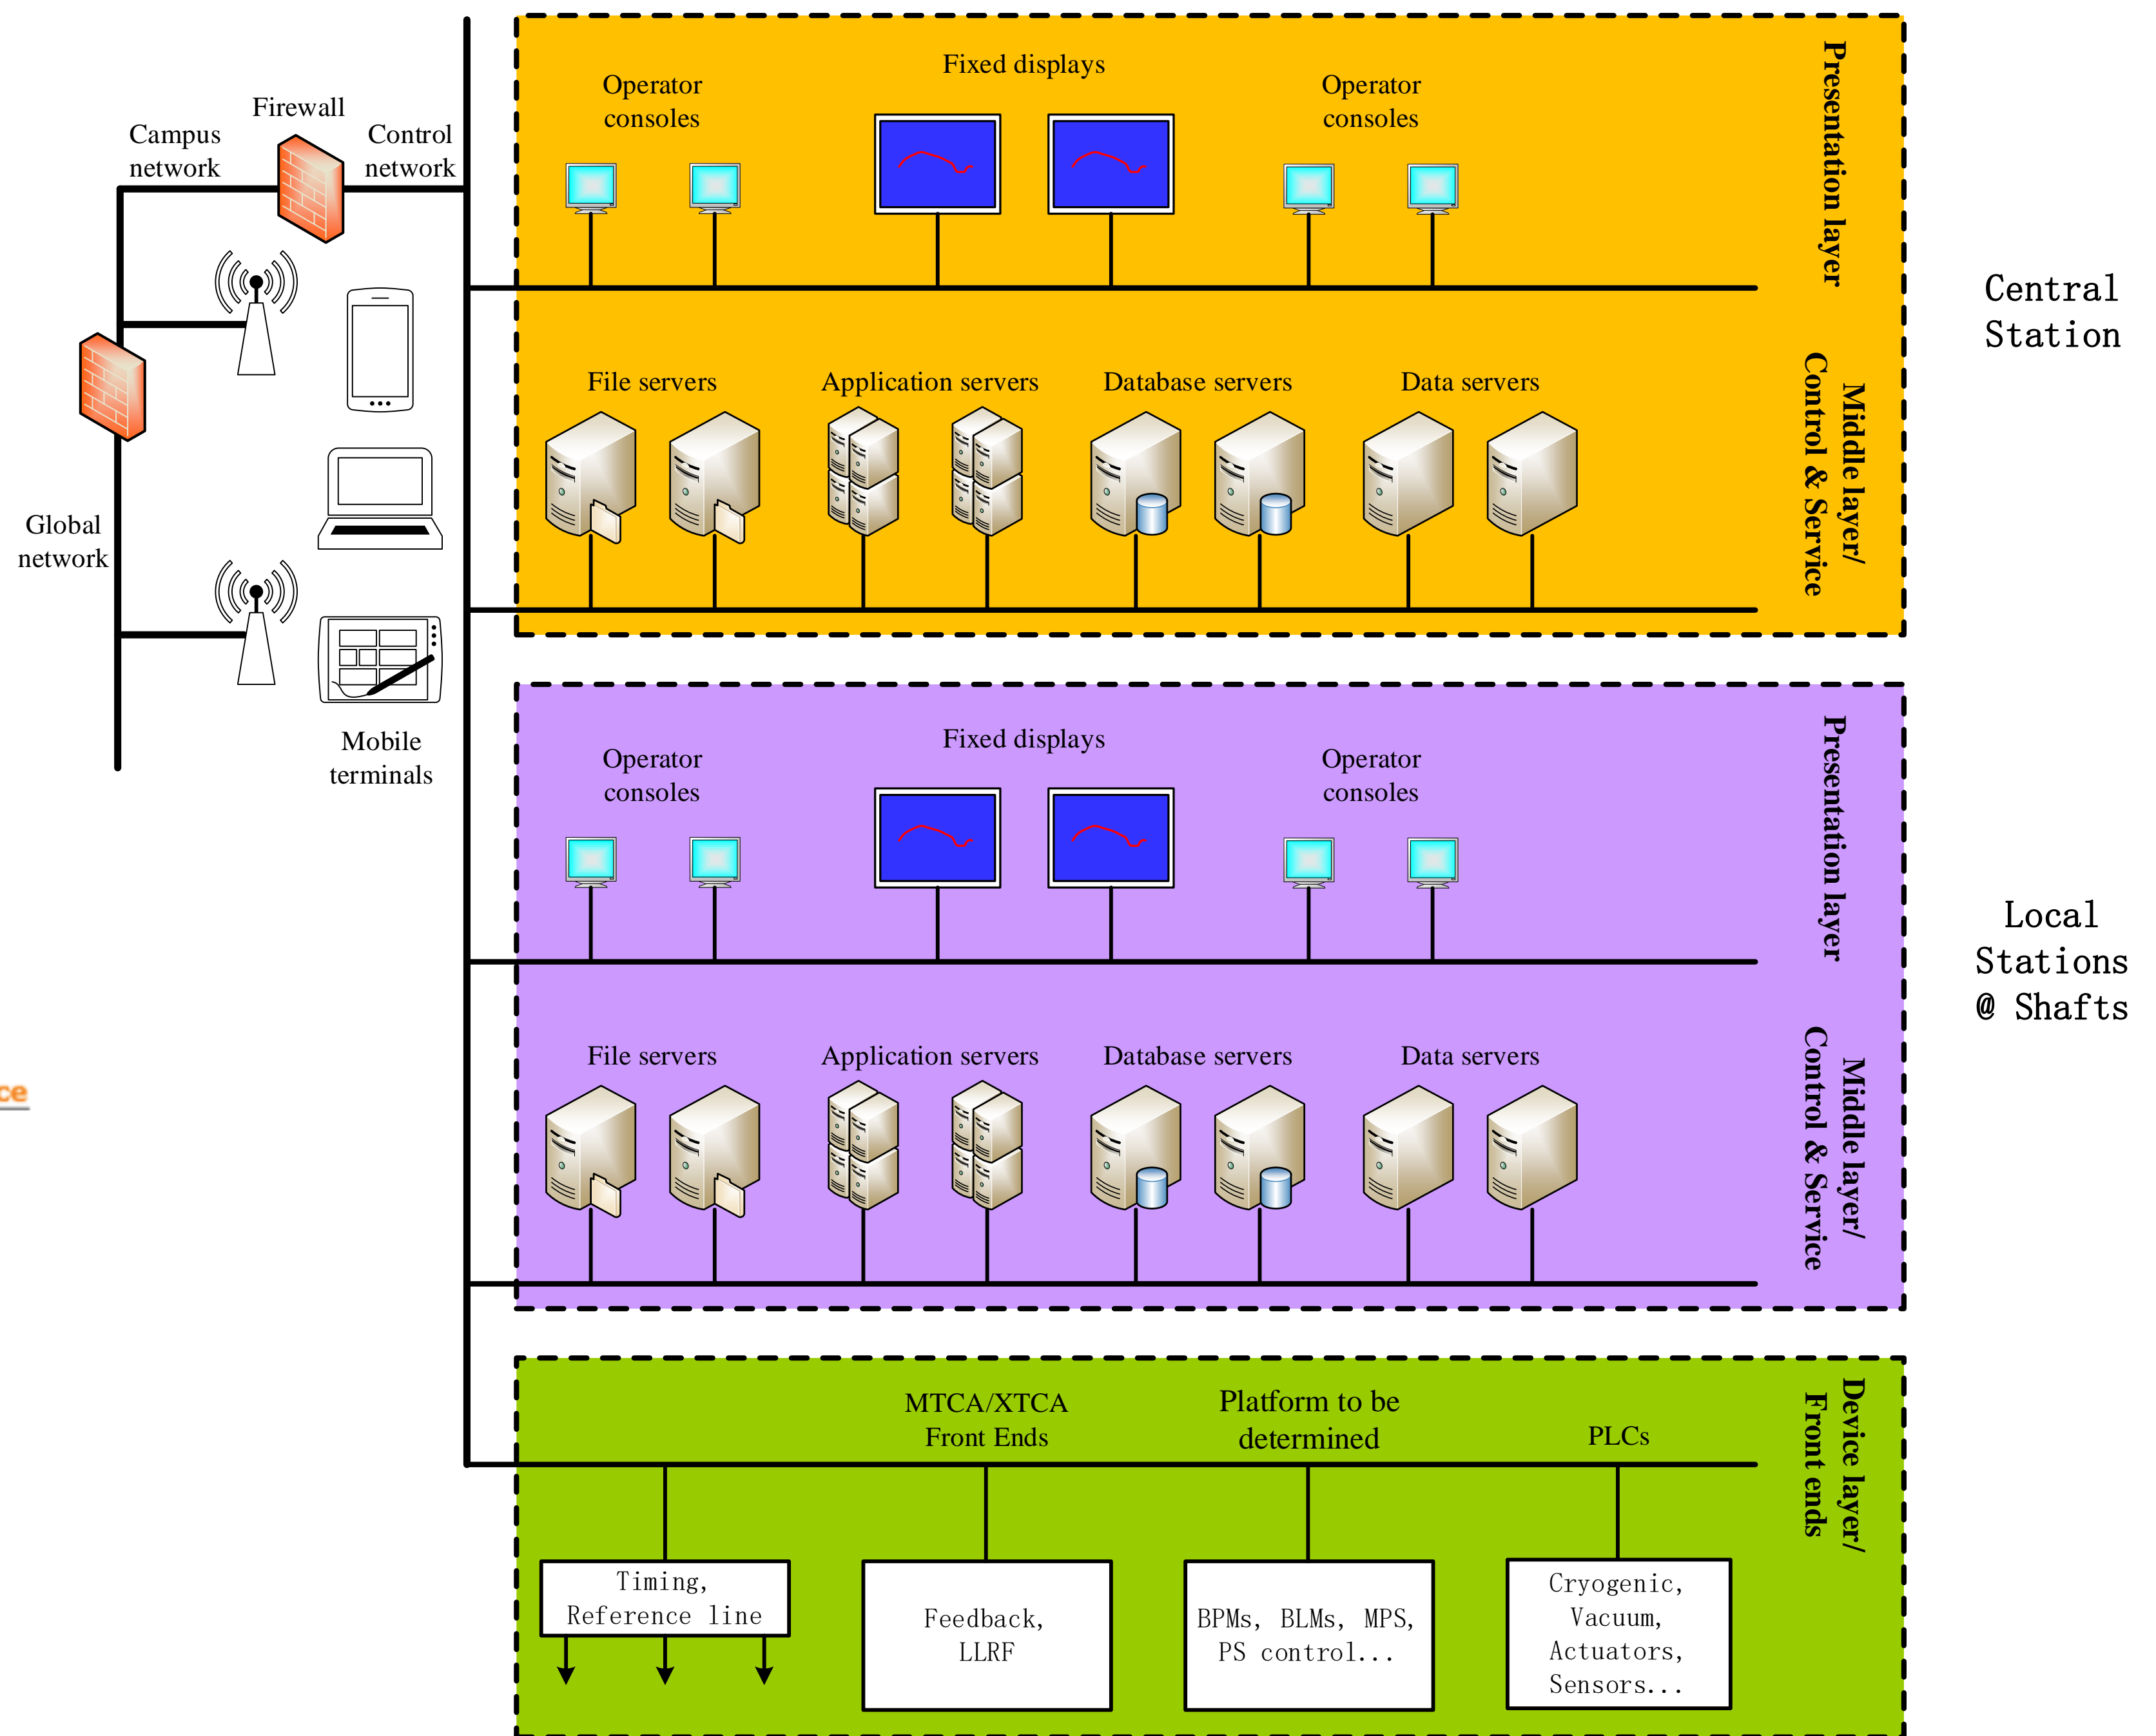 Firewall
Campus
network
Control
network
Global
network
Mobile
terminals
Operator
consoles
Fixed displays
Operator
consoles
Presentation layer
File servers
Application servers
Database servers
Data servers
Middle layer/
Control & Service
Central
Station
Operator
consoles
Fixed displays
Operator
consoles
Presentation layer
File servers
Application servers
Database servers
Data servers
Middle layer/
Control & Service
Local
Stations
@ Shafts
MTCA/XTCA
Front Ends
Platform to be
determined
PLCs
Device layer/
Front ends
Timing,
Reference line
Feedback,
LLRF
BPMs, BLMs, MPS,
PS control...
Cryogenic,
Vacuum,
Actuators,
Sensors...